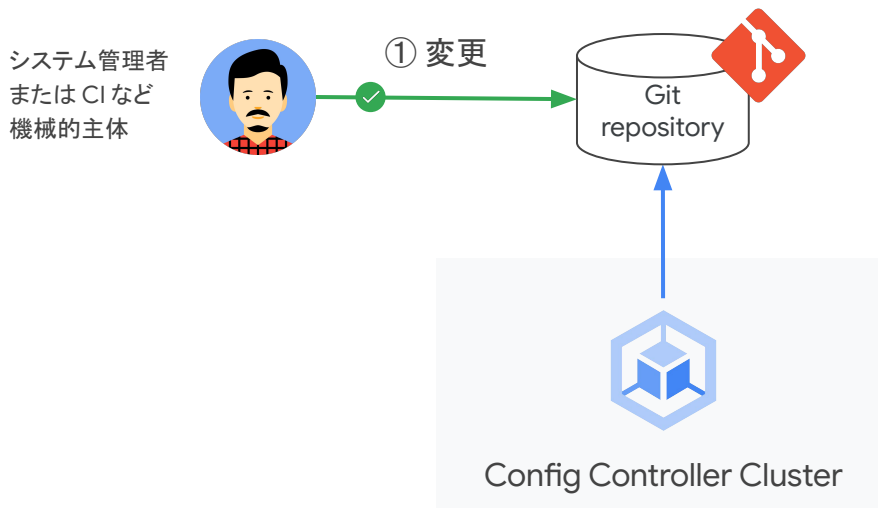 システム管理者
または CI など
機械的主体
① 変更
Git
repository
Config Controller Cluster